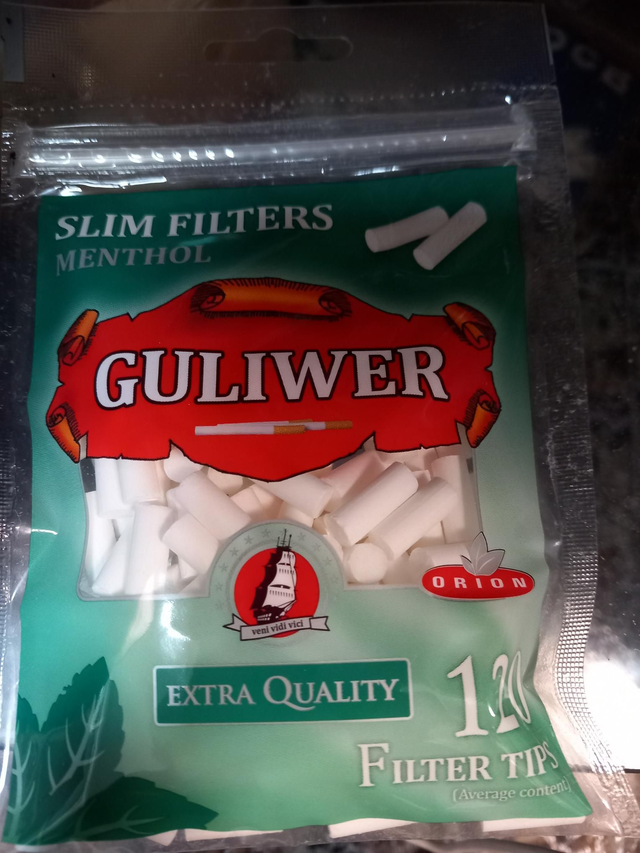 SLIM FILTERS
MENTHOL
GULIWER
veni vidi vici
ORION
EXTRA QUALITY
120
FILTER TIPS
(Average content)